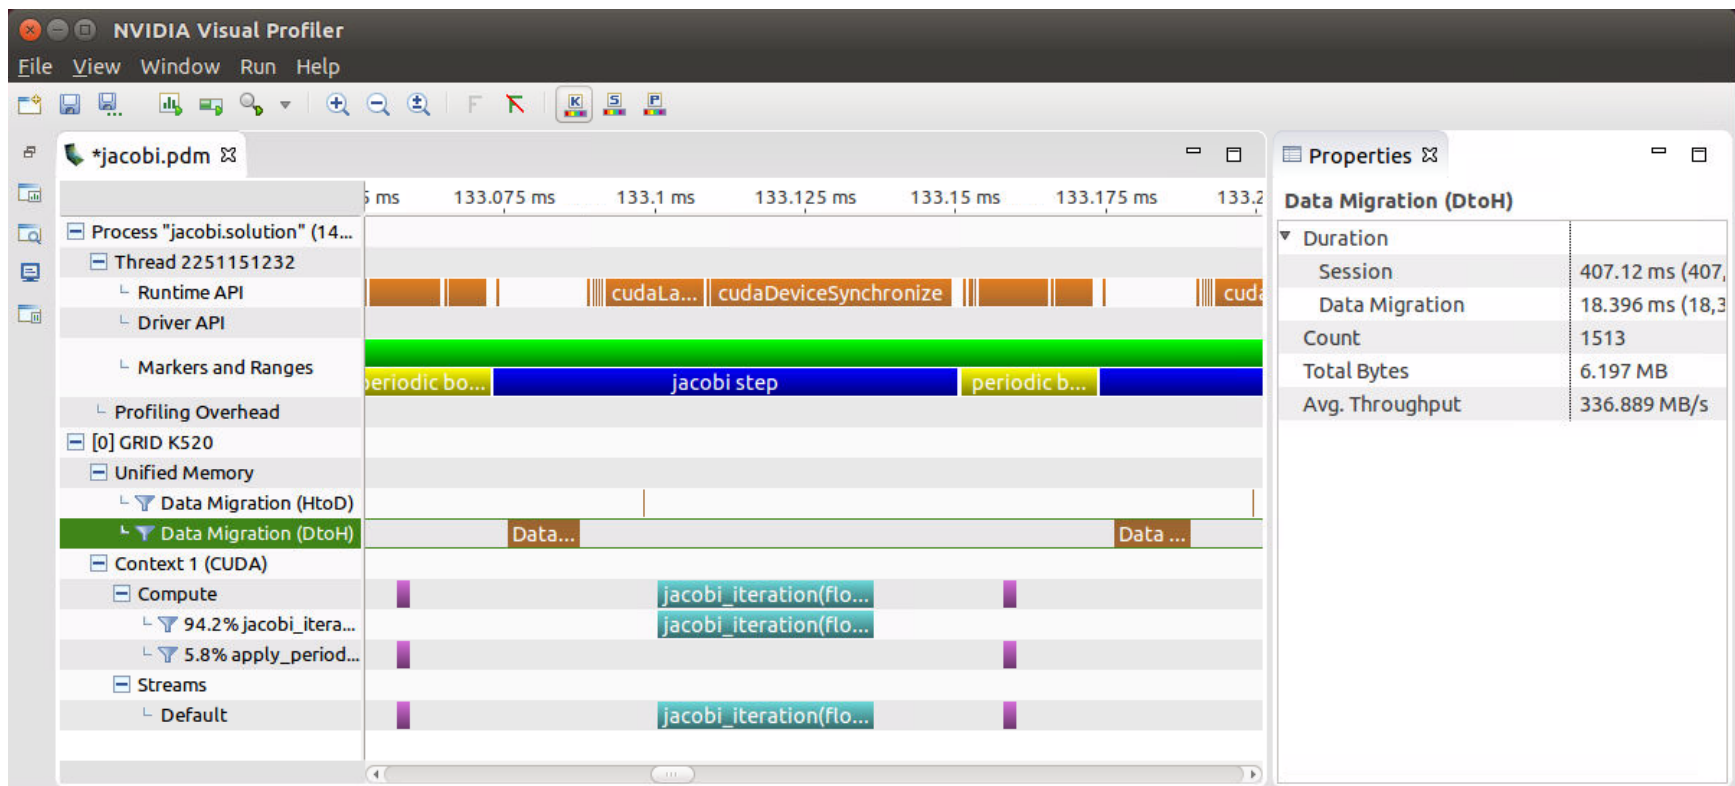 NVIDIA Visual Profiler
File View Window Run Help
F K S P
*jacobi.pdm
5 ms 133.075 ms 133.1 ms 133.125 ms 133.15 ms 133.175 ms 133.2
Process "jacobi.solution" (14...
Thread 2251151232
Runtime API cudaLa... cudaDeviceSynchronize cuda
Driver API
Markers and Ranges
periodic bo... jacobi step periodic b...
Profiling Overhead
[0] GRID K520
Unified Memory
Data Migration (HtoD)
Data Migration (DtoH) Data... Data ...
Context 1 (CUDA)
Compute jacobi_iteration(flo...
94.2% jacobi_itera... jacobi_iteration(flo...
5.8% apply_period...
Streams
Default jacobi_iteration(flo...
Properties
Data Migration (DtoH)
Duration
Session 407.12 ms (407,
Data Migration 18.396 ms (18,3
Count 1513
Total Bytes 6.197 MB
Avg. Throughput 336.889 MB/s